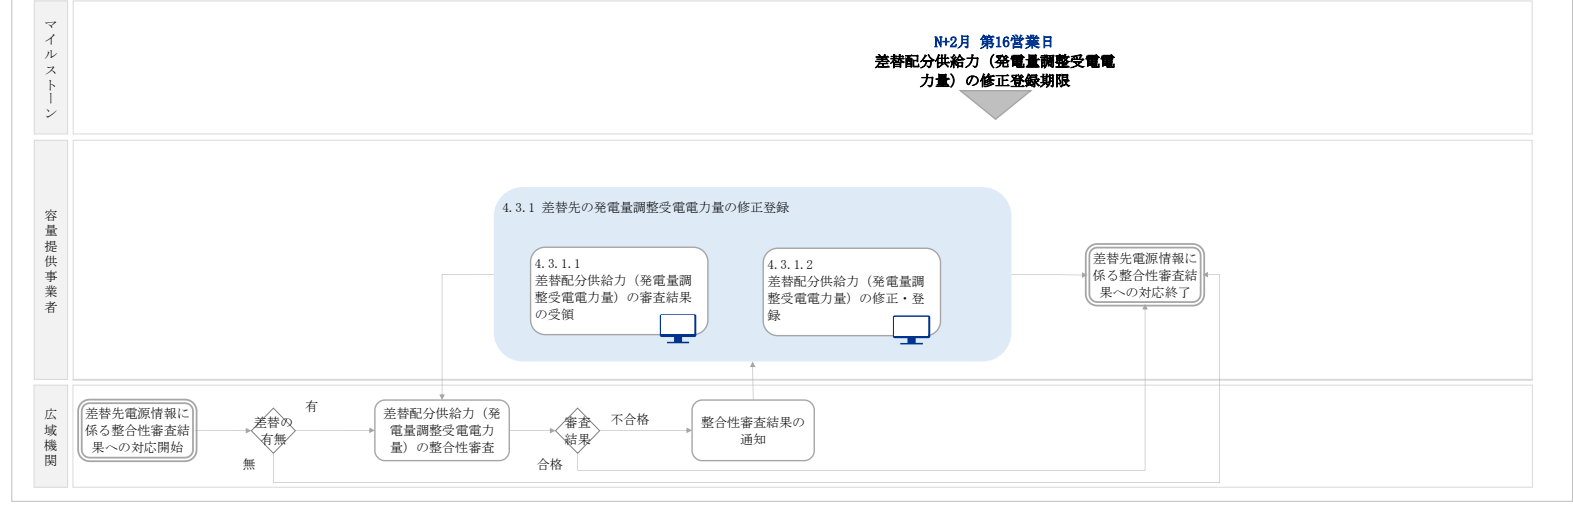 マイルストーン
N+2月 第16営業日
差替配分供給力（発電量調整受電電
力量）の修正登録期限
容量提供事業者
4.3.1 差替先の発電量調整受電電力量の修正登録
4.3.1.1
差替配分供給力（発電量調
整受電電力量）の審査結果
の受領
4.3.1.2
差替配分供給力（発電量調
整受電電力量）の修正・登
録
差替先電源情報に
係る整合性審査結
果への対応終了
広域機関
差替先電源情報に
係る整合性審査結
果への対応開始
差替の
有無
有
無
差替配分供給力（発
電量調整受電電力
量）の整合性審査
審査
結果
不合格
合格
整合性審査結果の
通知